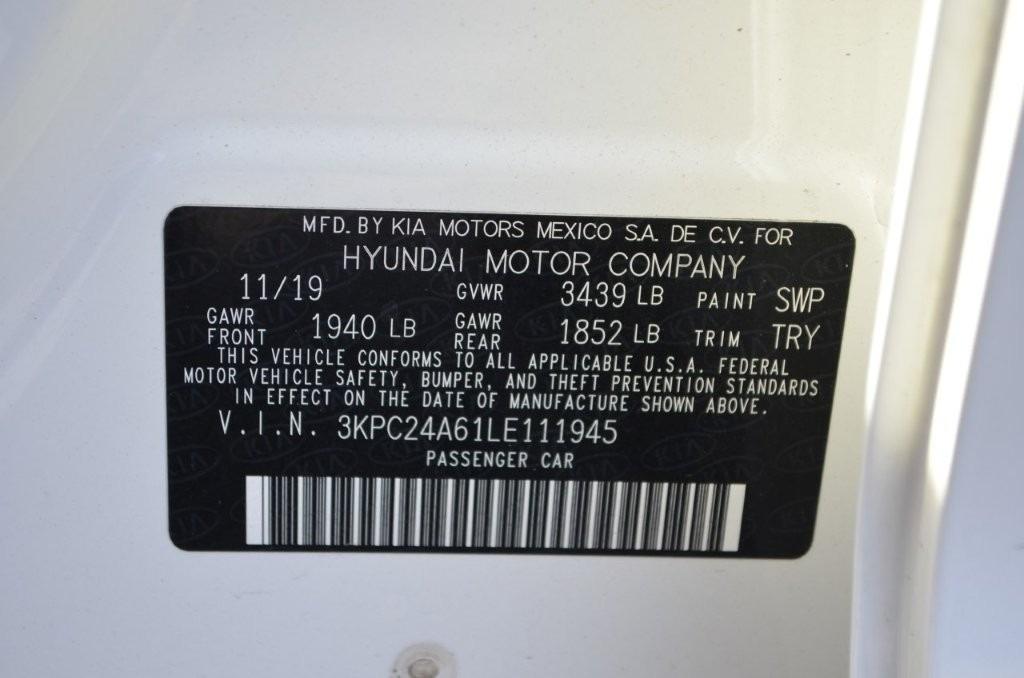 MFD. BY KIA MOTORS MEXICO S.A. DE C.V. FOR
HYUNDAI MOTOR COMPANY
11/19 GVWR 3439 LB PAINT SWP
GAWR FRONT 1940 LB GAWR REAR 1852 LB TRIM TRY
THIS VEHICLE CONFORMS TO ALL APPLICABLE U.S.A. FEDERAL
MOTOR VEHICLE SAFETY, BUMPER, AND THEFT PREVENTION STANDARDS
IN EFFECT ON THE DATE OF MANUFACTURE SHOWN ABOVE.
V.I.N. 3KPC24A61LE111945
PASSENGER CAR